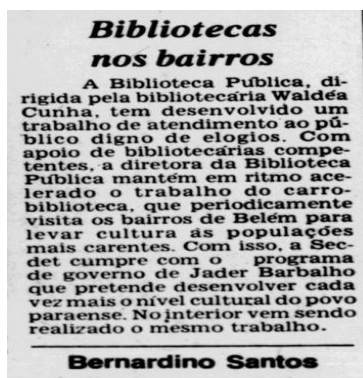 Bibliotecas
nos bairros
A Biblioteca Pública, di-
rigida pela bibliotecária Waldéa
Cunha, tem desenvolvido um
trabalho de atendimento ao pú-
blico digno de elogios. Com
apoio de bibliotecárias compe-
tentes, a diretora da Biblioteca
Pública mantém em ritmo ace-
lerado o trabalho do carro-
biblioteca, que periodicamente
visita os bairros de Belém para
levar cultura ás populações
mais carentes. Com isso, a Sec-
det cumpre com o programa
de governo de Jader Barbalho
que pretende desenvolver cada
vez mais o nível cultural do povo
paraense. No interior vem sendo
realizado o mesmo trabalho.
Bernardino Santos